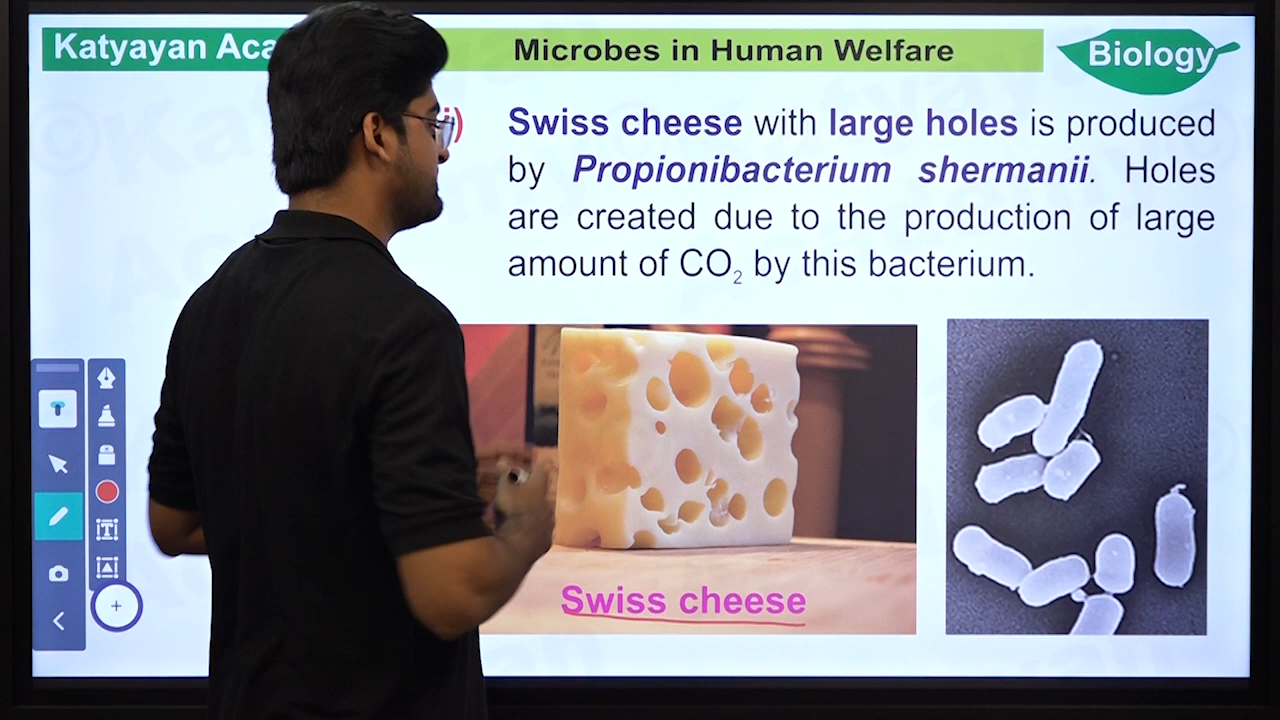 Katyayan
Microbes in Human Welfare
Biology
Swiss cheese with large holes is produced
by Propionibacterium shermanii. Holes
are created due to the production of large
amount of CO₂ by this bacterium.
Swiss cheese